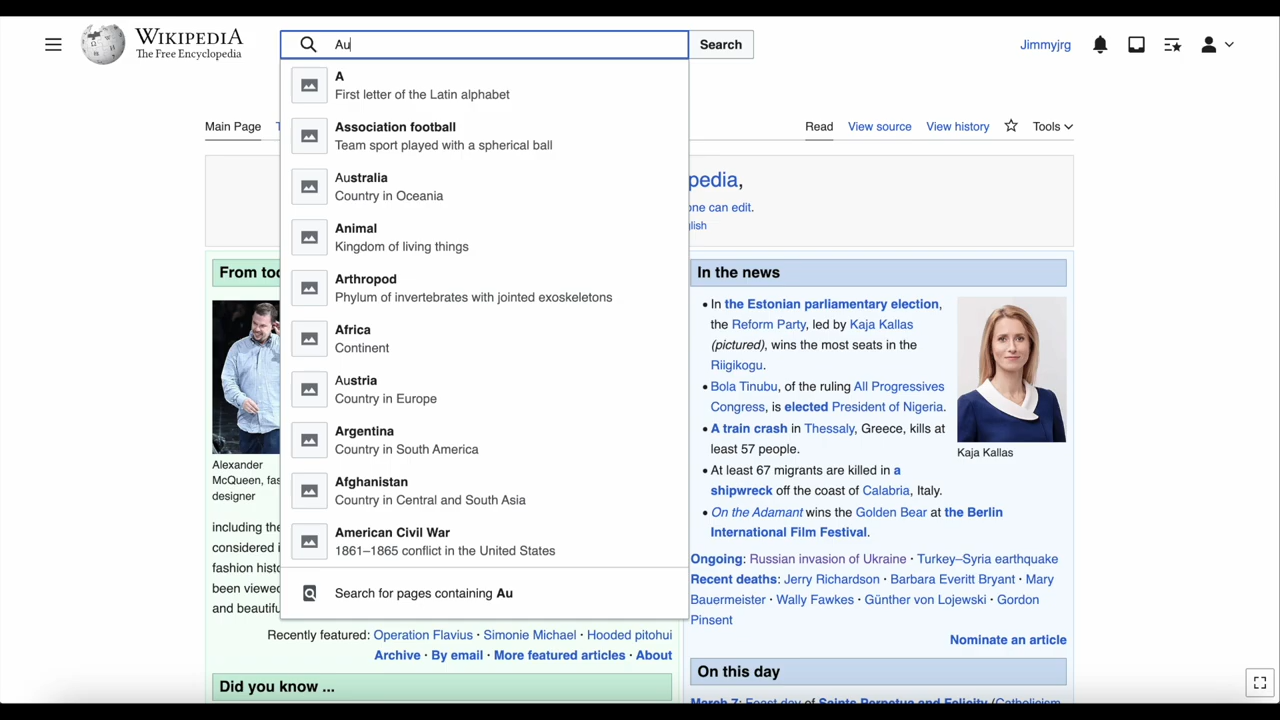 WIKIPEDIA
The Free Encyclopedia
Au
Search
Jimmyjrg
A
First letter of the Latin alphabet
Association football
Team sport played with a spherical ball
Australia
Country in Oceania
Animal
Kingdom of living things
Arthropod
Phylum of invertebrates with jointed exoskeletons
Africa
Continent
Austria
Country in Europe
Argentina
Country in South America
Afghanistan
Country in Central and South Asia
American Civil War
1861–1865 conflict in the United States
Search for pages containing Au
Main Page
Read View source View history Tools
pedia,
one can edit.
From
Alexander
McQueen,
designer
including the
considered
fashion
been viewed
and
Recently featured: Operation Flavius · Simonie Michael · Hooded pitohui
Archive · By email · More featured articles · About
Did you know ...
In the news
• In the Estonian parliamentary election,
the Reform Party, led by Kaja Kallas
(pictured), wins the most seats in the
Riigikogu.
• Bola Tinubu, of the ruling All Progressives
Congress, is elected President of Nigeria.
• A train crash in Thessaly, Greece, kills at
least 57 people.
• At least 67 migrants are killed in a
shipwreck off the coast of Calabria, Italy.
• On the Adamant wins the Golden Bear at the Berlin
International Film Festival.
Kaja Kallas
Ongoing: Russian invasion of Ukraine · Turkey–Syria earthquake
Recent deaths: Jerry Richardson · Barbara Everitt Bryant · Mary
Bauermeister · Wally Fawkes · Günther von Lojewski · Gordon
Pinsent
Nominate an article
On this day
March 7: Feast day of Saints Perpetua and Felicity (Catholicism